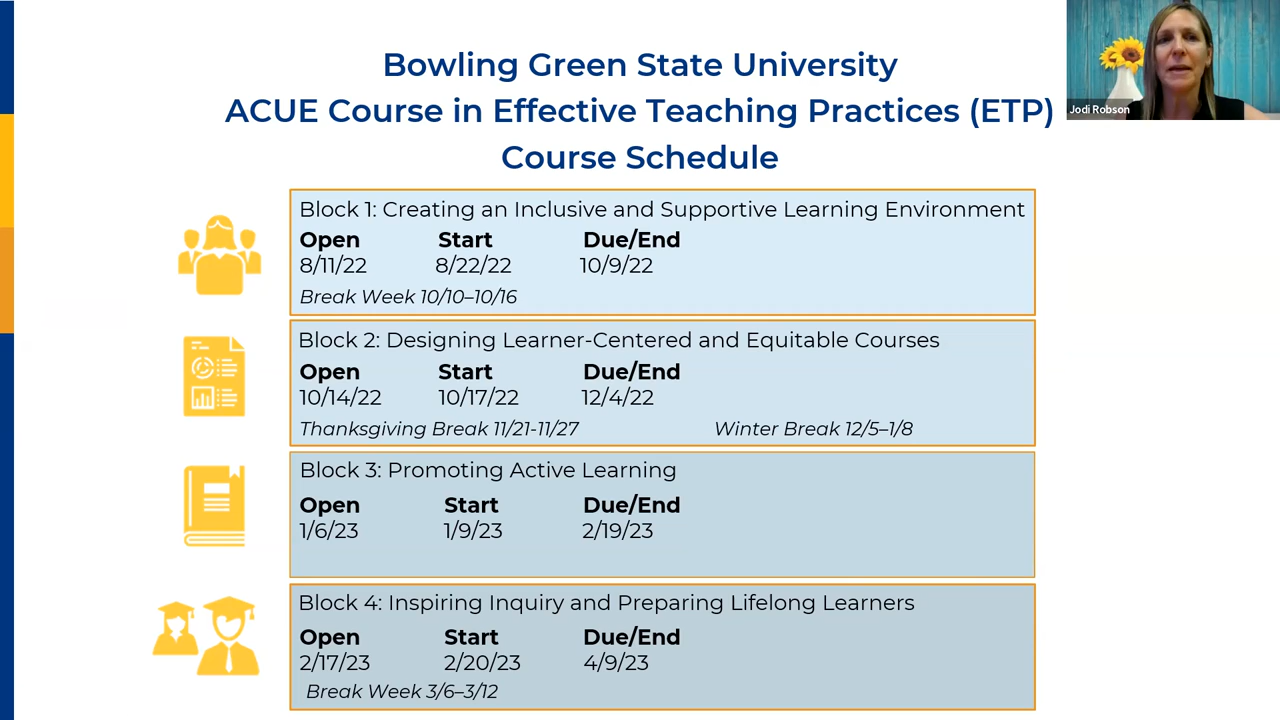 Bowling Green State University
ACUE Course in Effective Teaching Practices (ETP)
Course Schedule
Jodi Robson
Block 1: Creating an Inclusive and Supportive Learning Environment
Open Start Due/End
8/11/22 8/22/22 10/9/22
Break Week 10/10–10/16
Block 2: Designing Learner-Centered and Equitable Courses
Open Start Due/End
10/14/22 10/17/22 12/4/22
Thanksgiving Break 11/21-11/27 Winter Break 12/5–1/8
Block 3: Promoting Active Learning
Open Start Due/End
1/6/23 1/9/23 2/19/23
Block 4: Inspiring Inquiry and Preparing Lifelong Learners
Open Start Due/End
2/17/23 2/20/23 4/9/23
Break Week 3/6–3/12